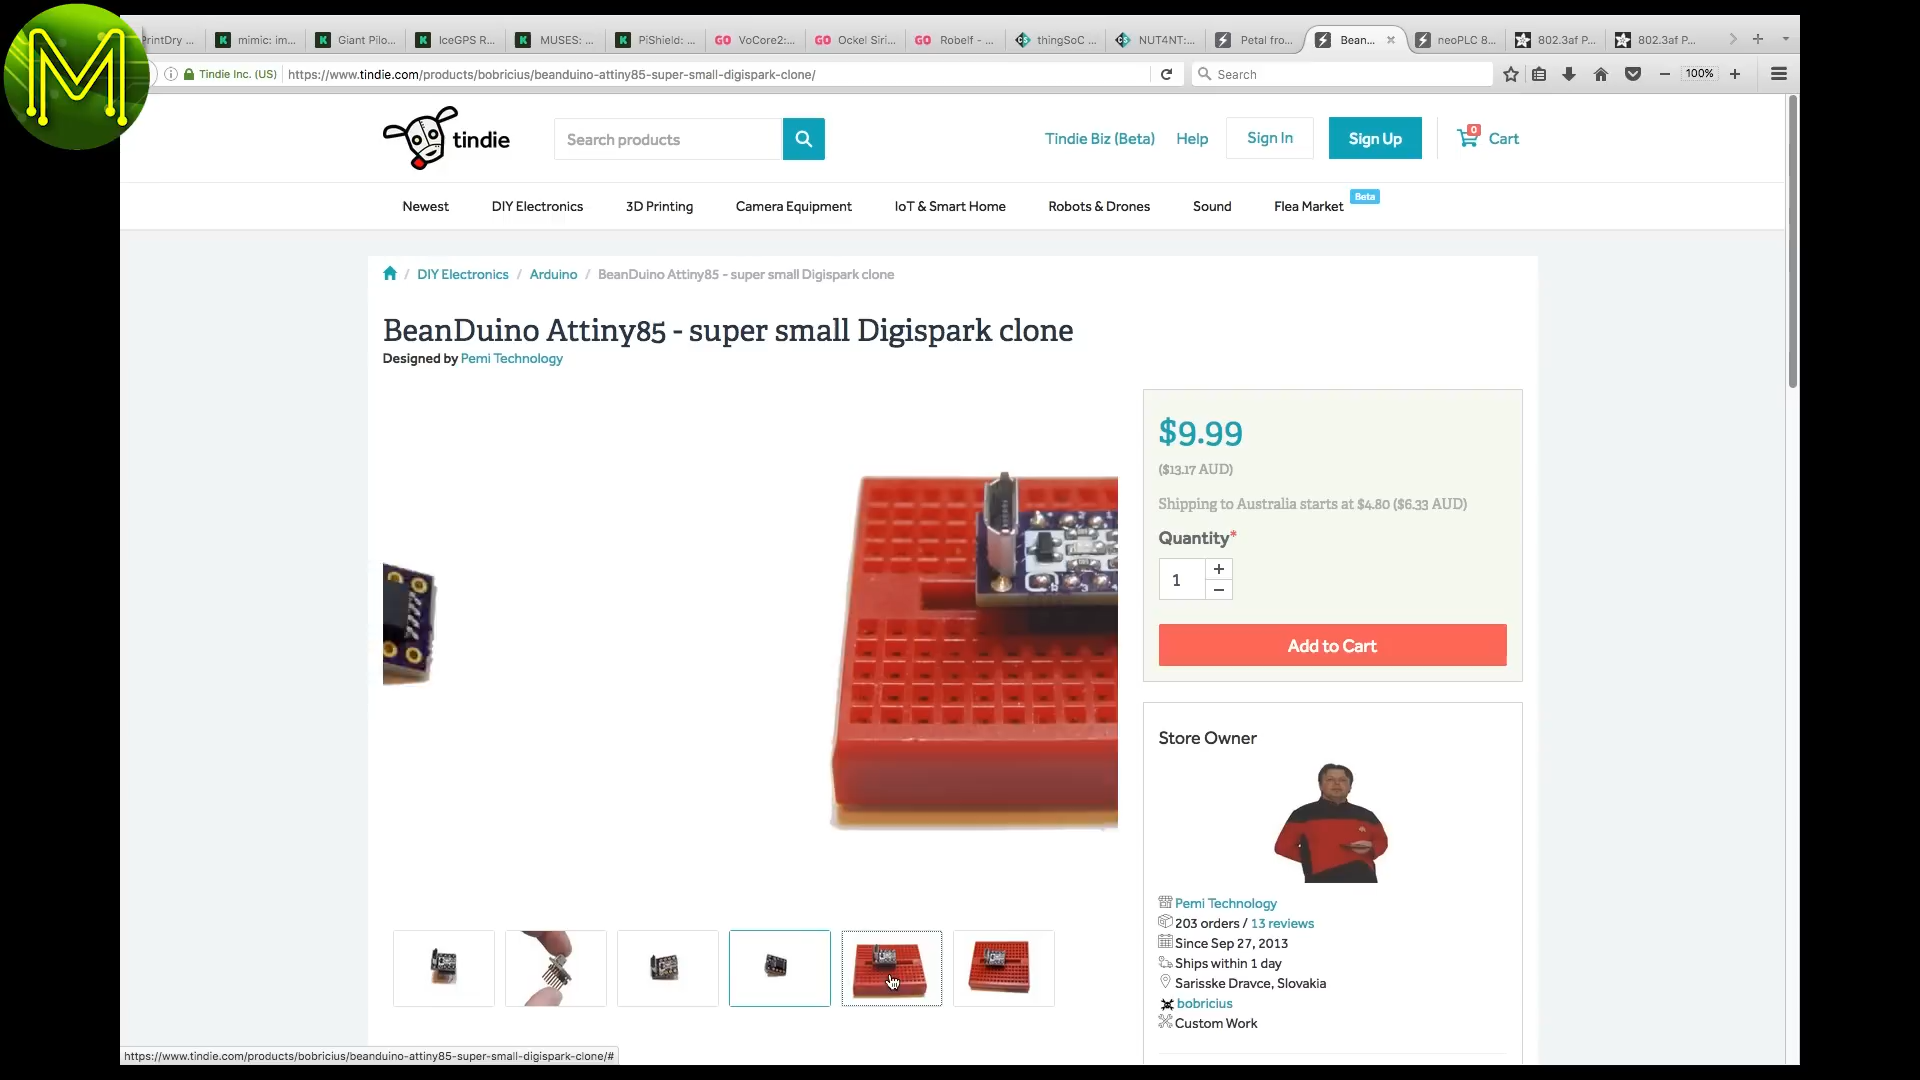 M
PrintDry ...
mimic: im...
Giant Pilo...
IceGPS R...
MUSES: ...
PiShield: ...
GO VoCore2:...
GO Ockel Siri...
GO Robelf - ...
CS thingSoC ...
CS NUT4NT:...
Petal fro...
Bean...
neoPLC 8...
802.3af P...
802.3af P...
Tindie Inc. (US)
https://www.tindie.com/products/bobricius/beanduino-attiny85-super-small-digispark-clone/
Search
100%
tindie
Search products
Tindie Biz (Beta)
Help
Sign In
Sign Up
0
Cart
Newest
DIY Electronics
3D Printing
Camera Equipment
IoT & Smart Home
Robots & Drones
Sound
Flea Market
Beta
/ DIY Electronics / Arduino / BeanDuino Attiny85 - super small Digispark clone
BeanDuino Attiny85 - super small Digispark clone
Designed by Pemi Technology
$9.99
($13.17 AUD)
Shipping to Australia starts at $4.80 ($6.33 AUD)
Quantity*
1
+
−
Add to Cart
Store Owner
Pemi Technology
203 orders / 13 reviews
Since Sep 27, 2013
Ships within 1 day
Sarisske Dravce, Slovakia
bobricius
Custom Work
https://www.tindie.com/products/bobricius/beanduino-attiny85-super-small-digispark-clone/#